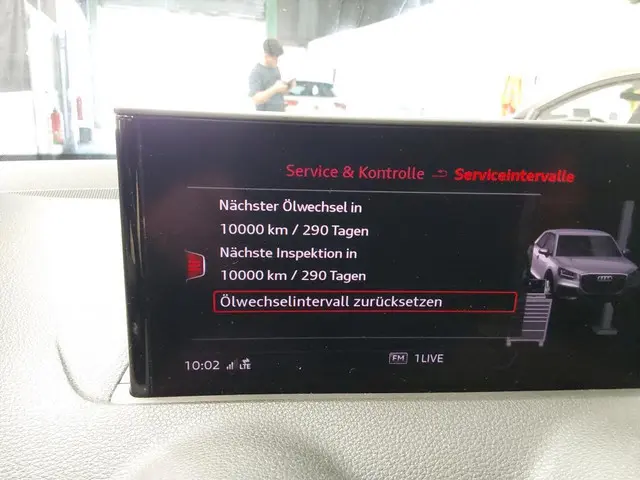 Service & Kontrolle Serviceintervalle
Nächster Ölwechsel in
10000 km / 290 Tagen
Nächste Inspektion in
10000 km / 290 Tagen
Ölwechselintervall zurücksetzen
10:02 LTE FM 1LIVE